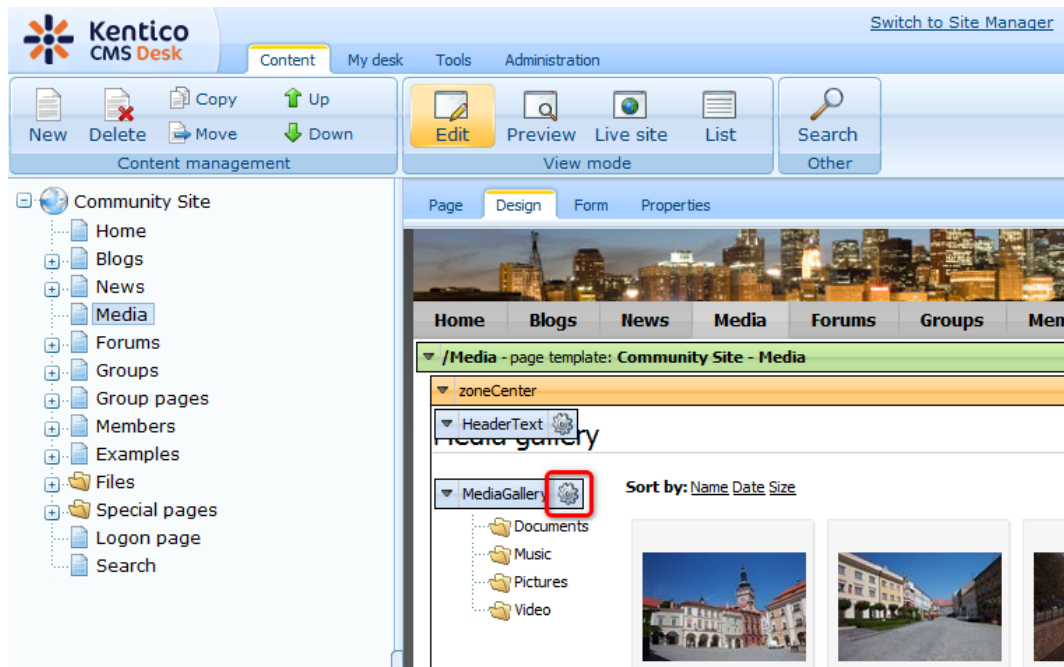 Kentico
CMS Desk
Switch to Site Manager
Content My desk Tools Administration
New Delete Copy Move Up Down
Content management
Edit Preview Live site List
View mode
Search
Other
Community Site
Home
Blogs
News
Media
Forums
Groups
Group pages
Members
Examples
Files
Special pages
Logon page
Search
Page Design Form Properties
Home Blogs News Media Forums Groups Mem
/Media - page template: Community Site - Media
zoneCenter
HeaderText
Media gallery
MediaGallery
Sort by: Name Date Size
Documents
Music
Pictures
Video